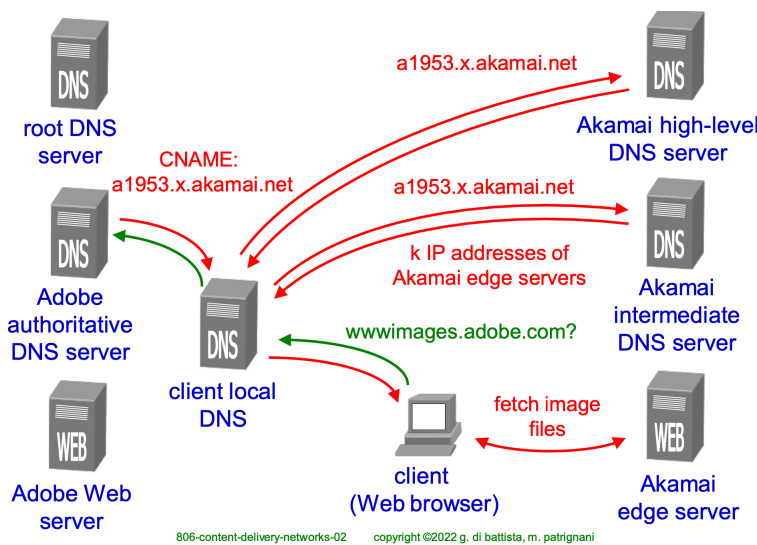 DNS
root DNS
server
CNAME:
a1953.x.akamai.net
a1953.x.akamai.net
DNS
Akamai high-level
DNS server
DNS
Adobe
authoritative
DNS server
a1953.x.akamai.net
k IP addresses of
Akamai edge servers
DNS
Akamai
intermediate
DNS server
DNS
client local
DNS
wwwimages.adobe.com?
WEB
Adobe Web
server
client
(Web browser)
fetch image
files
WEB
Akamai
edge server
806-content-delivery-networks-02
copyright ©2022 g. di battista, m. patrignani